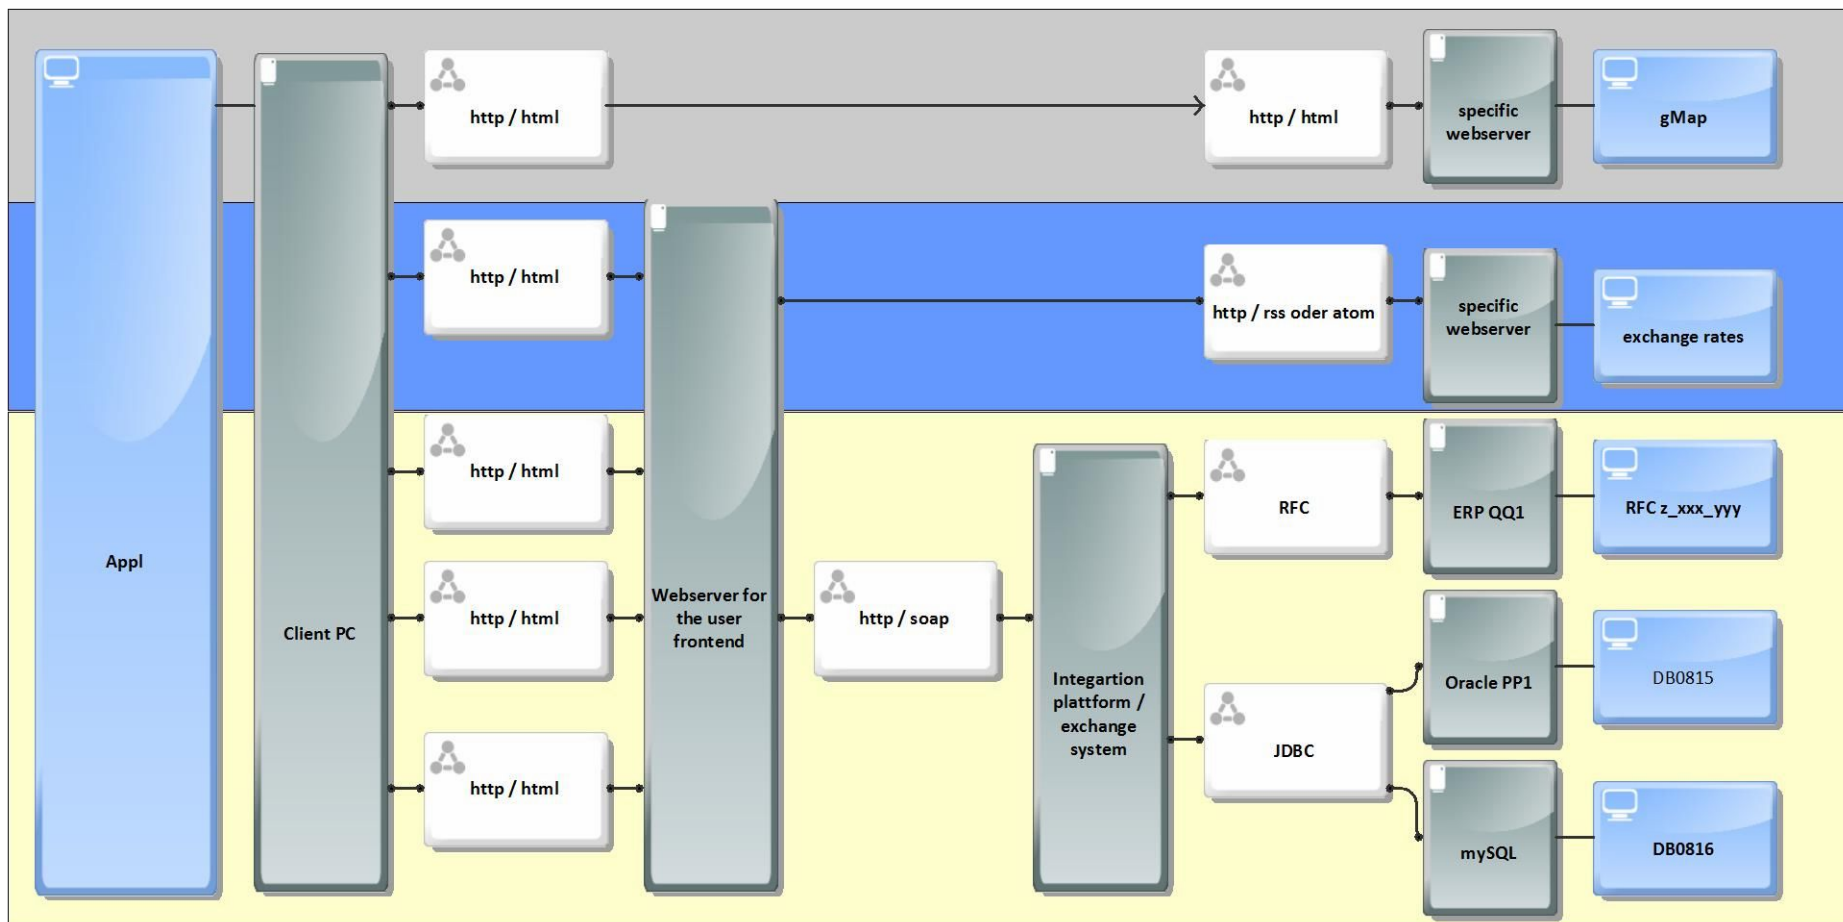 http / html
http / html
specific
webserver
gMap
http / html
http / rss oder atom
specific
webserver
exchange rates
http / html
RFC
ERP QQ1
RFC z_xxx_yyy
Appl
Client PC
http / html
Webserver for
the user
frontend
http / soap
Integartion
plattform /
exchange
system
JDBC
Oracle PP1
DB0815
http / html
mySQL
DB0816